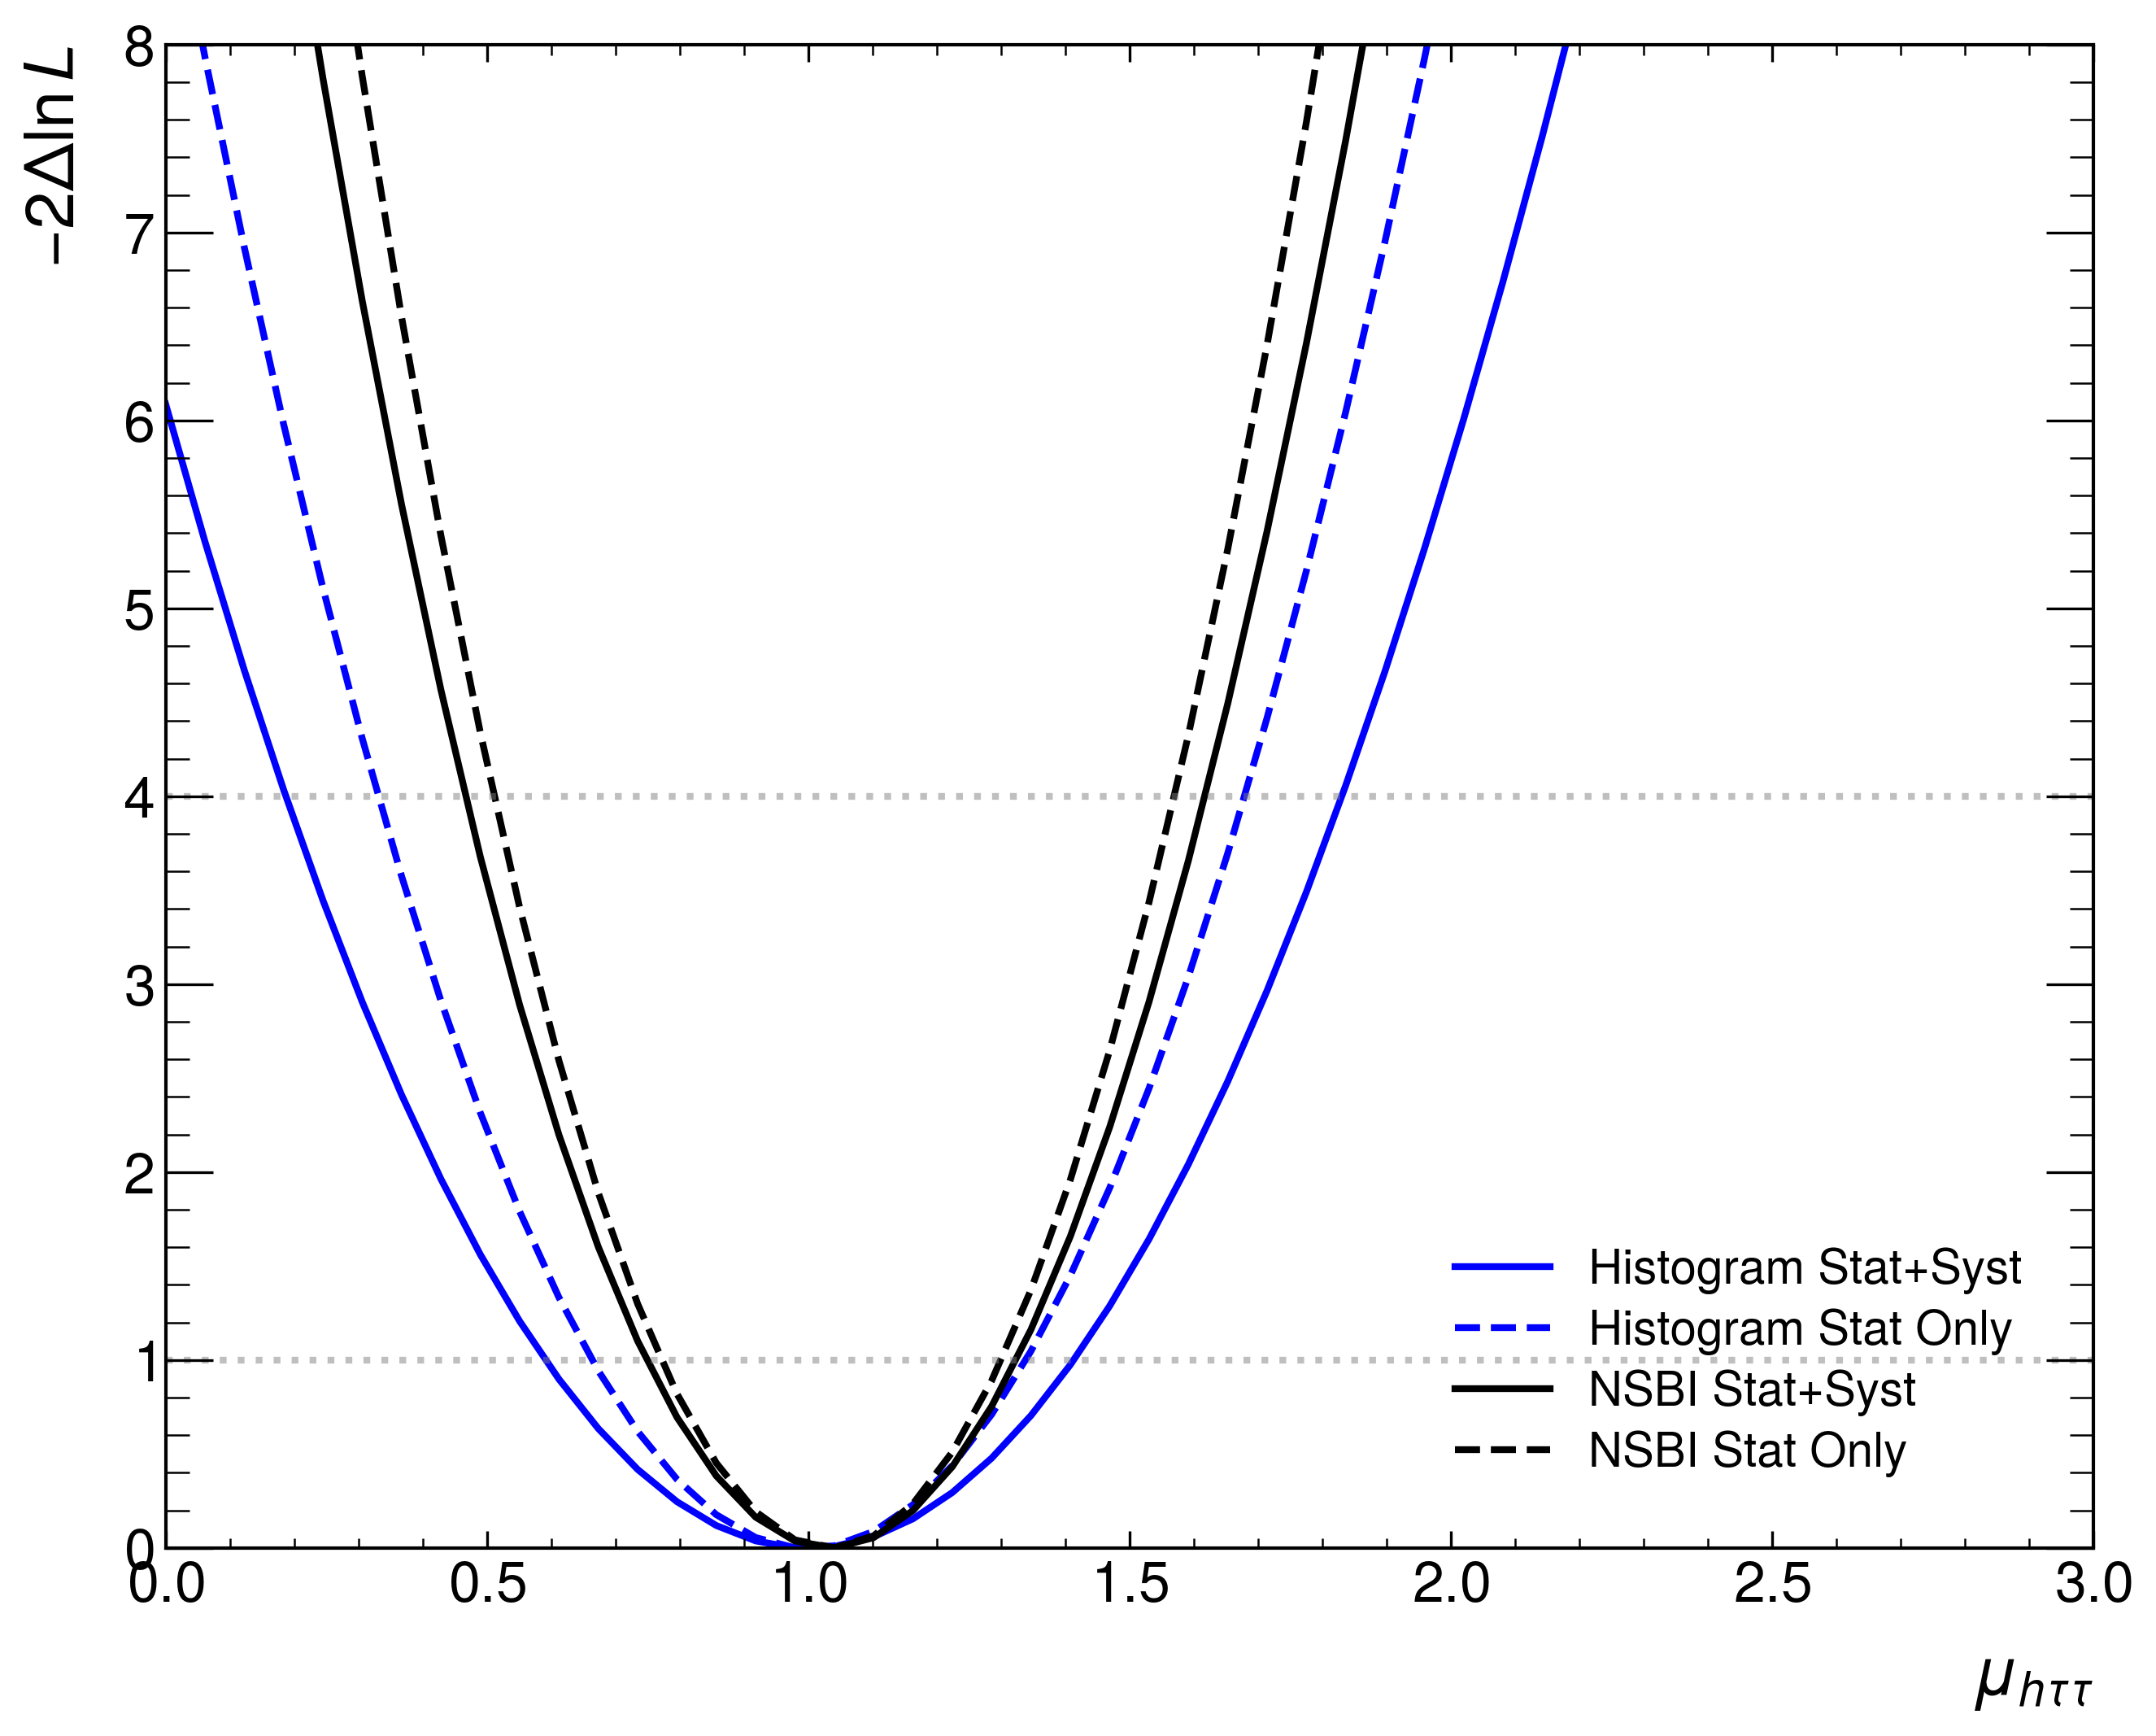 −2Δln L
8
7
6
5
4
3
2
1
0
0.0 0.5 1.0 1.5 2.0 2.5 3.0
μhττ
Histogram Stat+Syst
Histogram Stat Only
NSBI Stat+Syst
NSBI Stat Only